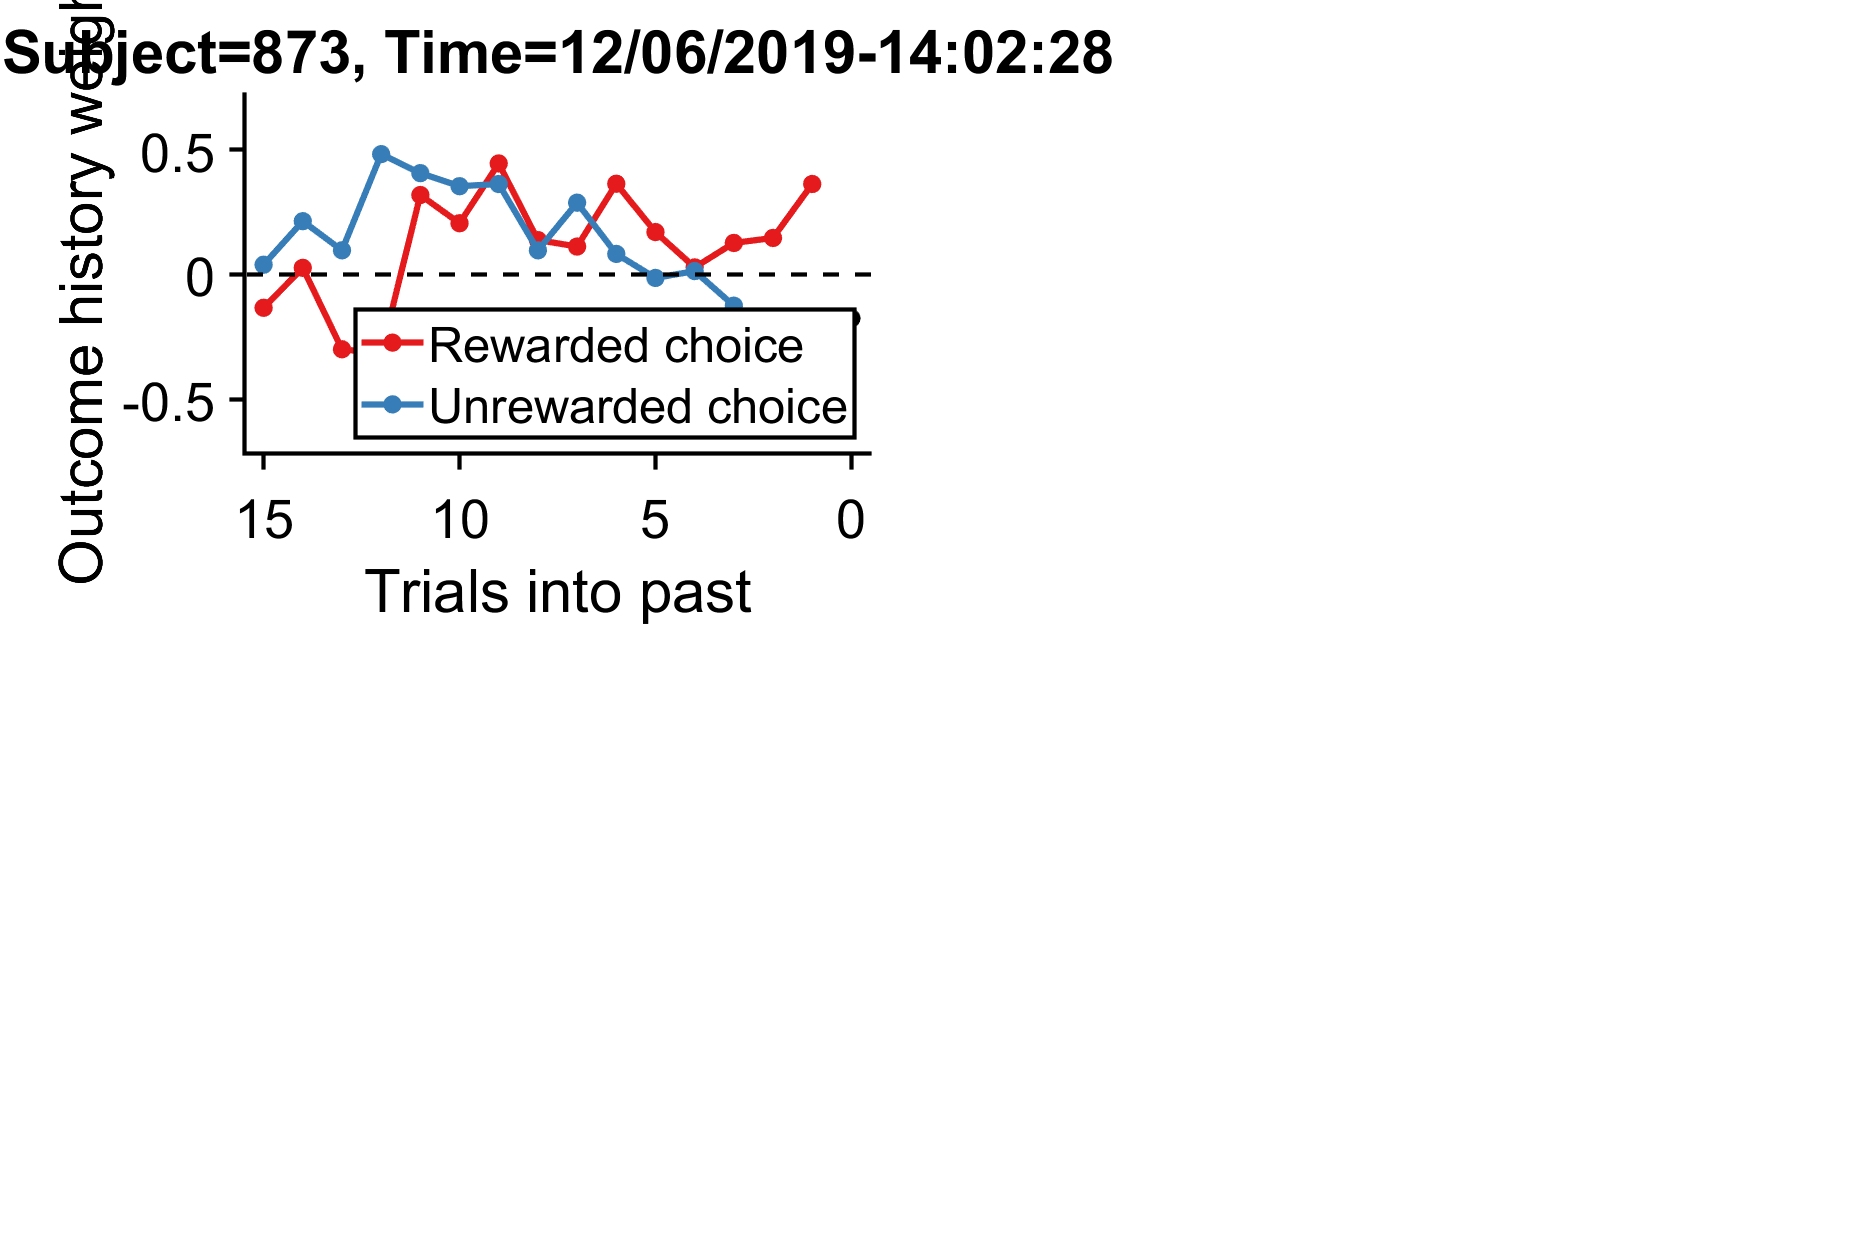 Subject=873, Time=12/06/2019-14:02:28
Outcome history
0.5
0
-0.5
Rewarded choice
Unrewarded choice
15 10 5 0
Trials into past